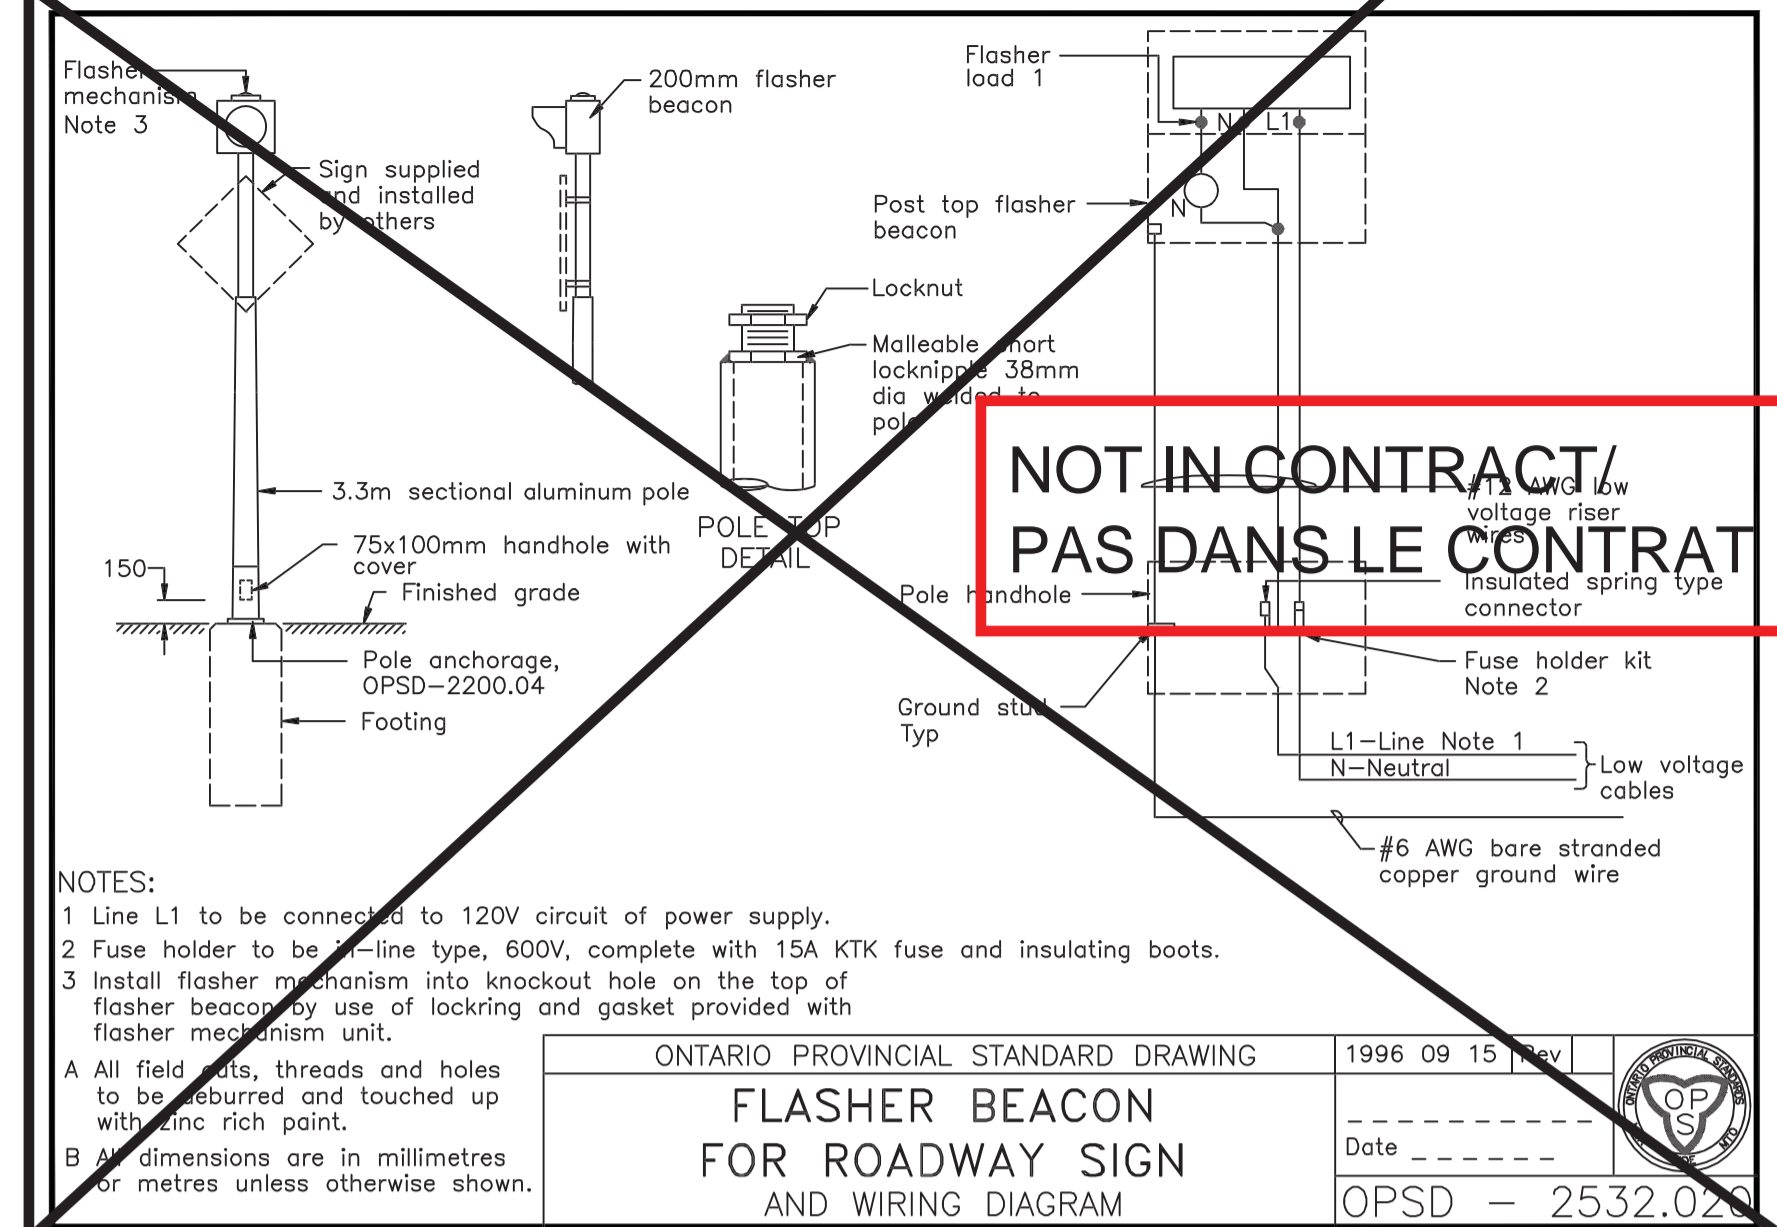 Flasher
mechanism
Note 3
200mm flasher
beacon
Sign supplied
and installed
by others
Flasher
load 1
N
L1
N
Post top flasher
beacon
Locknut
Malleable short
locknipple 38mm
dia welded to
pole
3.3m sectional aluminum pole
POLE TOP
DETAIL
75x100mm handhole with
cover
150
Finished grade
Pole anchorage,
OPSD-2200.04
Footing
NOT IN CONTRACT/
PAS DANS LE CONTRAT
#12 AWG low
voltage riser
wires
Insulated spring type
connector
Pole handhole
Fuse holder kit
Note 2
Ground stud
Typ
L1-Line Note 1
N-Neutral
Low voltage
cables
#6 AWG bare stranded
copper ground wire
NOTES:
1 Line L1 to be connected to 120V circuit of power supply.
2 Fuse holder to be in-line type, 600V, complete with 15A KTK fuse and insulating boots.
3 Install flasher mechanism into knockout hole on the top of
flasher beacon by use of lockring and gasket provided with
flasher mechanism unit.
A All field cuts, threads and holes
to be deburred and touched up
with zinc rich paint.
B All dimensions are in millimetres
or metres unless otherwise shown.
ONTARIO PROVINCIAL STANDARD DRAWING
FLASHER BEACON
FOR ROADWAY SIGN
AND WIRING DIAGRAM
1996 09 15 Rev
Date
ONTARIO PROVINCIAL STANDARDS
OPS
MTO
OPSD - 2532.020